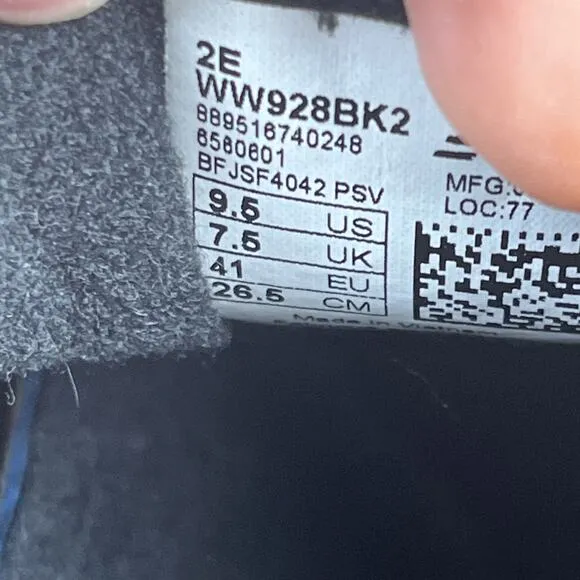 2E
WW928BK2
889516740248
6580601
BFJSF4042 PSV
9.5 US
7.5 UK
41 EU
26.5 CM
MFG:
LOC:77
Made in Vietnam